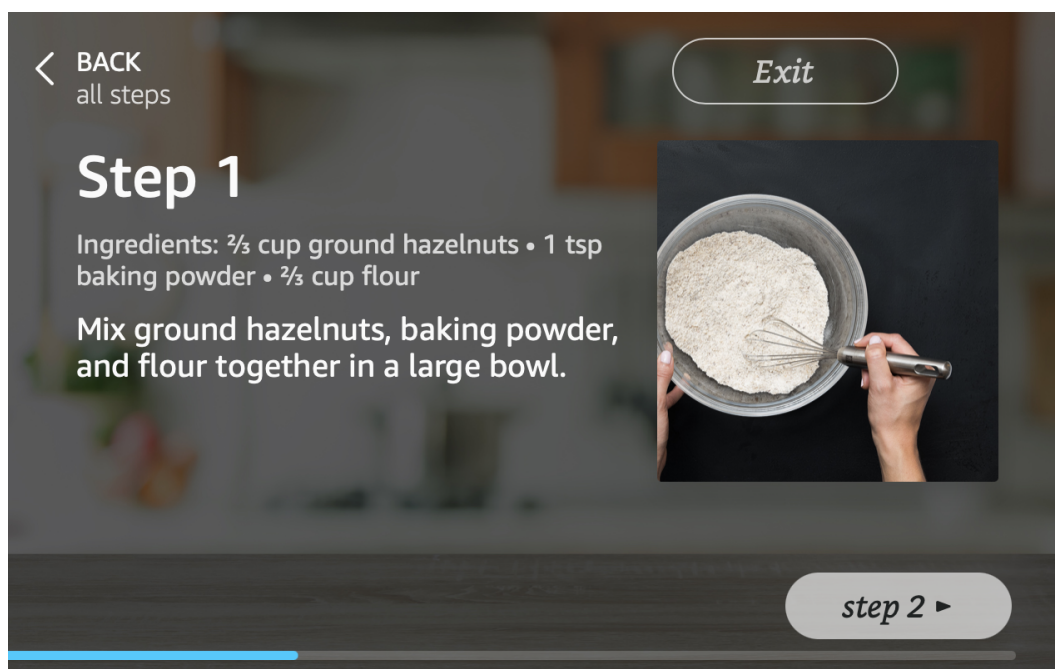 BACK
all steps
Exit
Step 1
Ingredients: ⅔ cup ground hazelnuts • 1 tsp
baking powder • ⅔ cup flour
Mix ground hazelnuts, baking powder,
and flour together in a large bowl.
step 2 ►